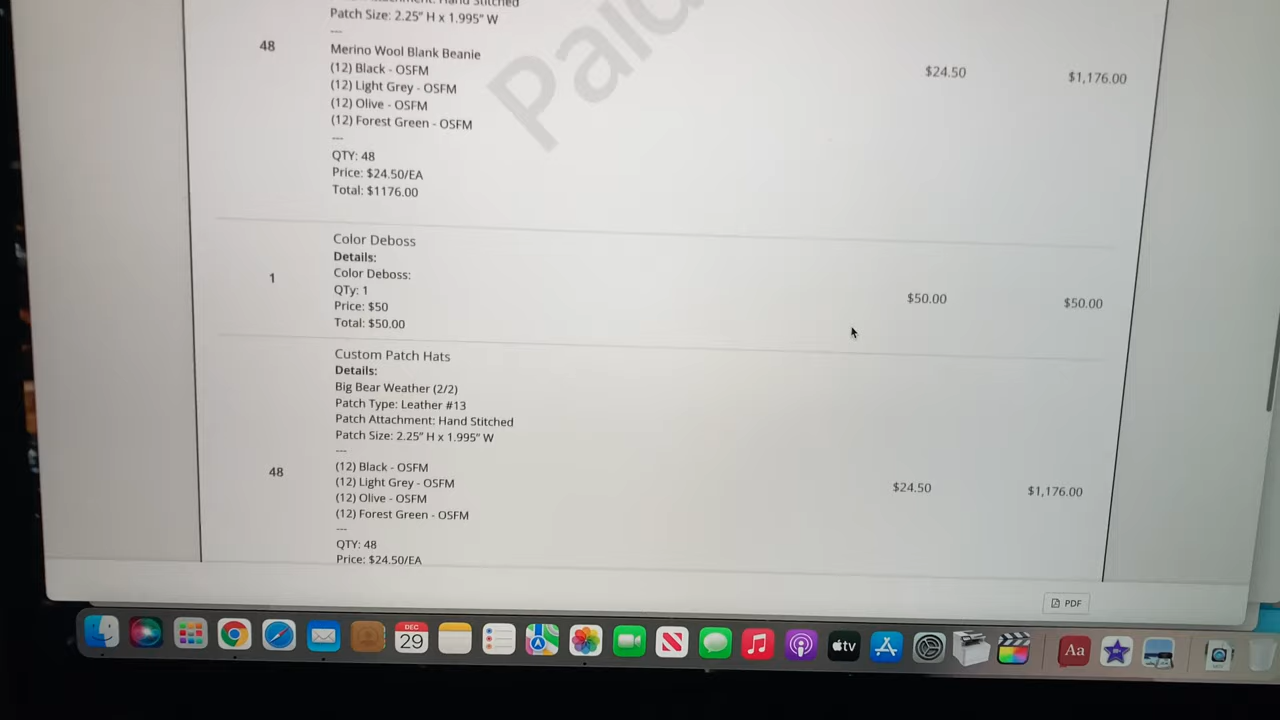 Patch Size: 2.25" H x 1.995" W
---
48
Merino Wool Blank Beanie
(12) Black - OSFM
(12) Light Grey - OSFM
(12) Olive - OSFM
(12) Forest Green - OSFM
---
QTY: 48
Price: $24.50/EA
Total: $1176.00
$24.50
$1,176.00
Paid
Color Deboss
Details:
Color Deboss:
1
QTy: 1
Price: $50
Total: $50.00
$50.00
$50.00
Custom Patch Hats
Details:
Big Bear Weather (2/2)
Patch Type: Leather #13
Patch Attachment: Hand Stitched
Patch Size: 2.25" H x 1.995" W
---
48
(12) Black - OSFM
(12) Light Grey - OSFM
(12) Olive - OSFM
(12) Forest Green - OSFM
---
QTY: 48
Price: $24.50/EA
$24.50
$1,176.00
PDF
DEC
29
tv
Aa